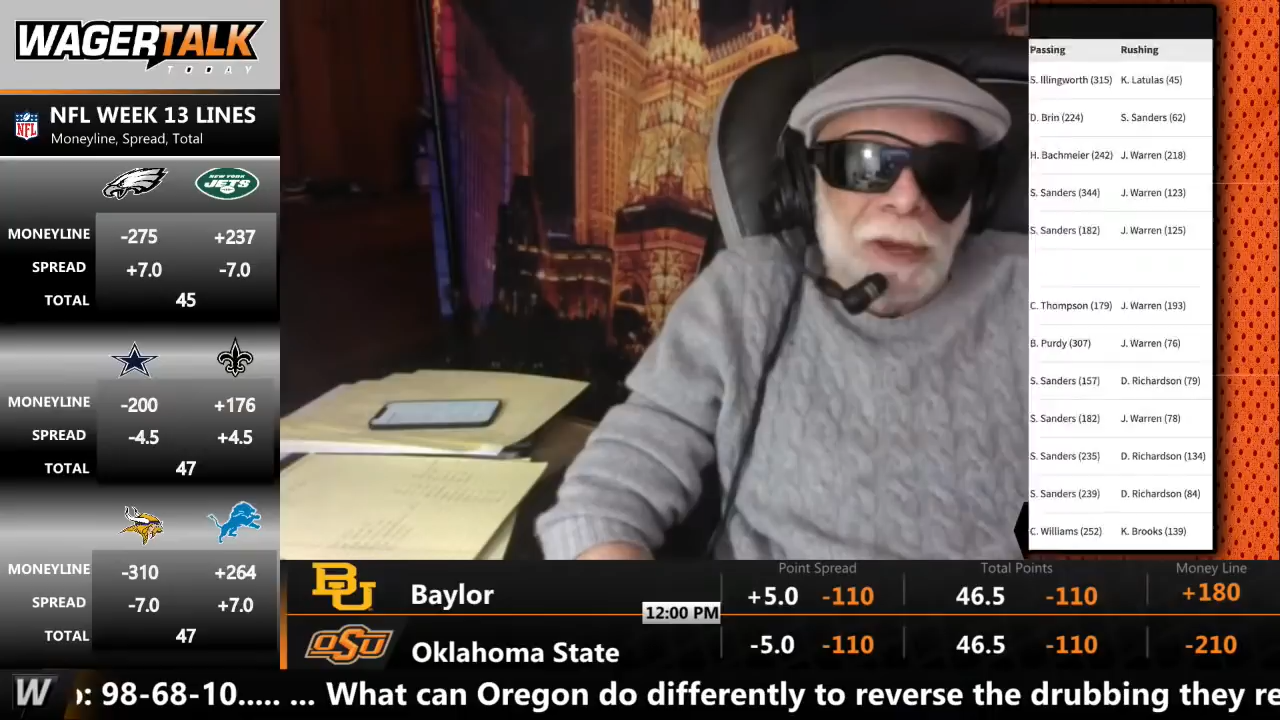 WAGERTALK
TODAY
NFL
NFL WEEK 13 LINES
Moneyline, Spread, Total
NEW YORK
JETS
MONEYLINE -275 +237
SPREAD +7.0 -7.0
TOTAL 45
MONEYLINE -200 +176
SPREAD -4.5 +4.5
TOTAL 47
MONEYLINE -310 +264
SPREAD -7.0 +7.0
TOTAL 47
Passing Rushing
S. Illingworth (315) K. Latulas (45)
D. Brin (224) S. Sanders (62)
H. Bachmeier (242) J. Warren (218)
S. Sanders (344) J. Warren (123)
S. Sanders (182) J. Warren (125)
C. Thompson (179) J. Warren (193)
B. Purdy (307) J. Warren (76)
S. Sanders (157) D. Richardson (79)
S. Sanders (182) J. Warren (78)
S. Sanders (235) D. Richardson (134)
S. Sanders (239) D. Richardson (84)
C. Williams (252) K. Brooks (139)
Point Spread Total Points Money Line
BU Baylor +5.0 -110 46.5 -110 +180
12:00 PM
OSU Oklahoma State -5.0 -110 46.5 -110 -210
W : 98-68-10..... ... What can Oregon do differently to reverse the drubbing they re